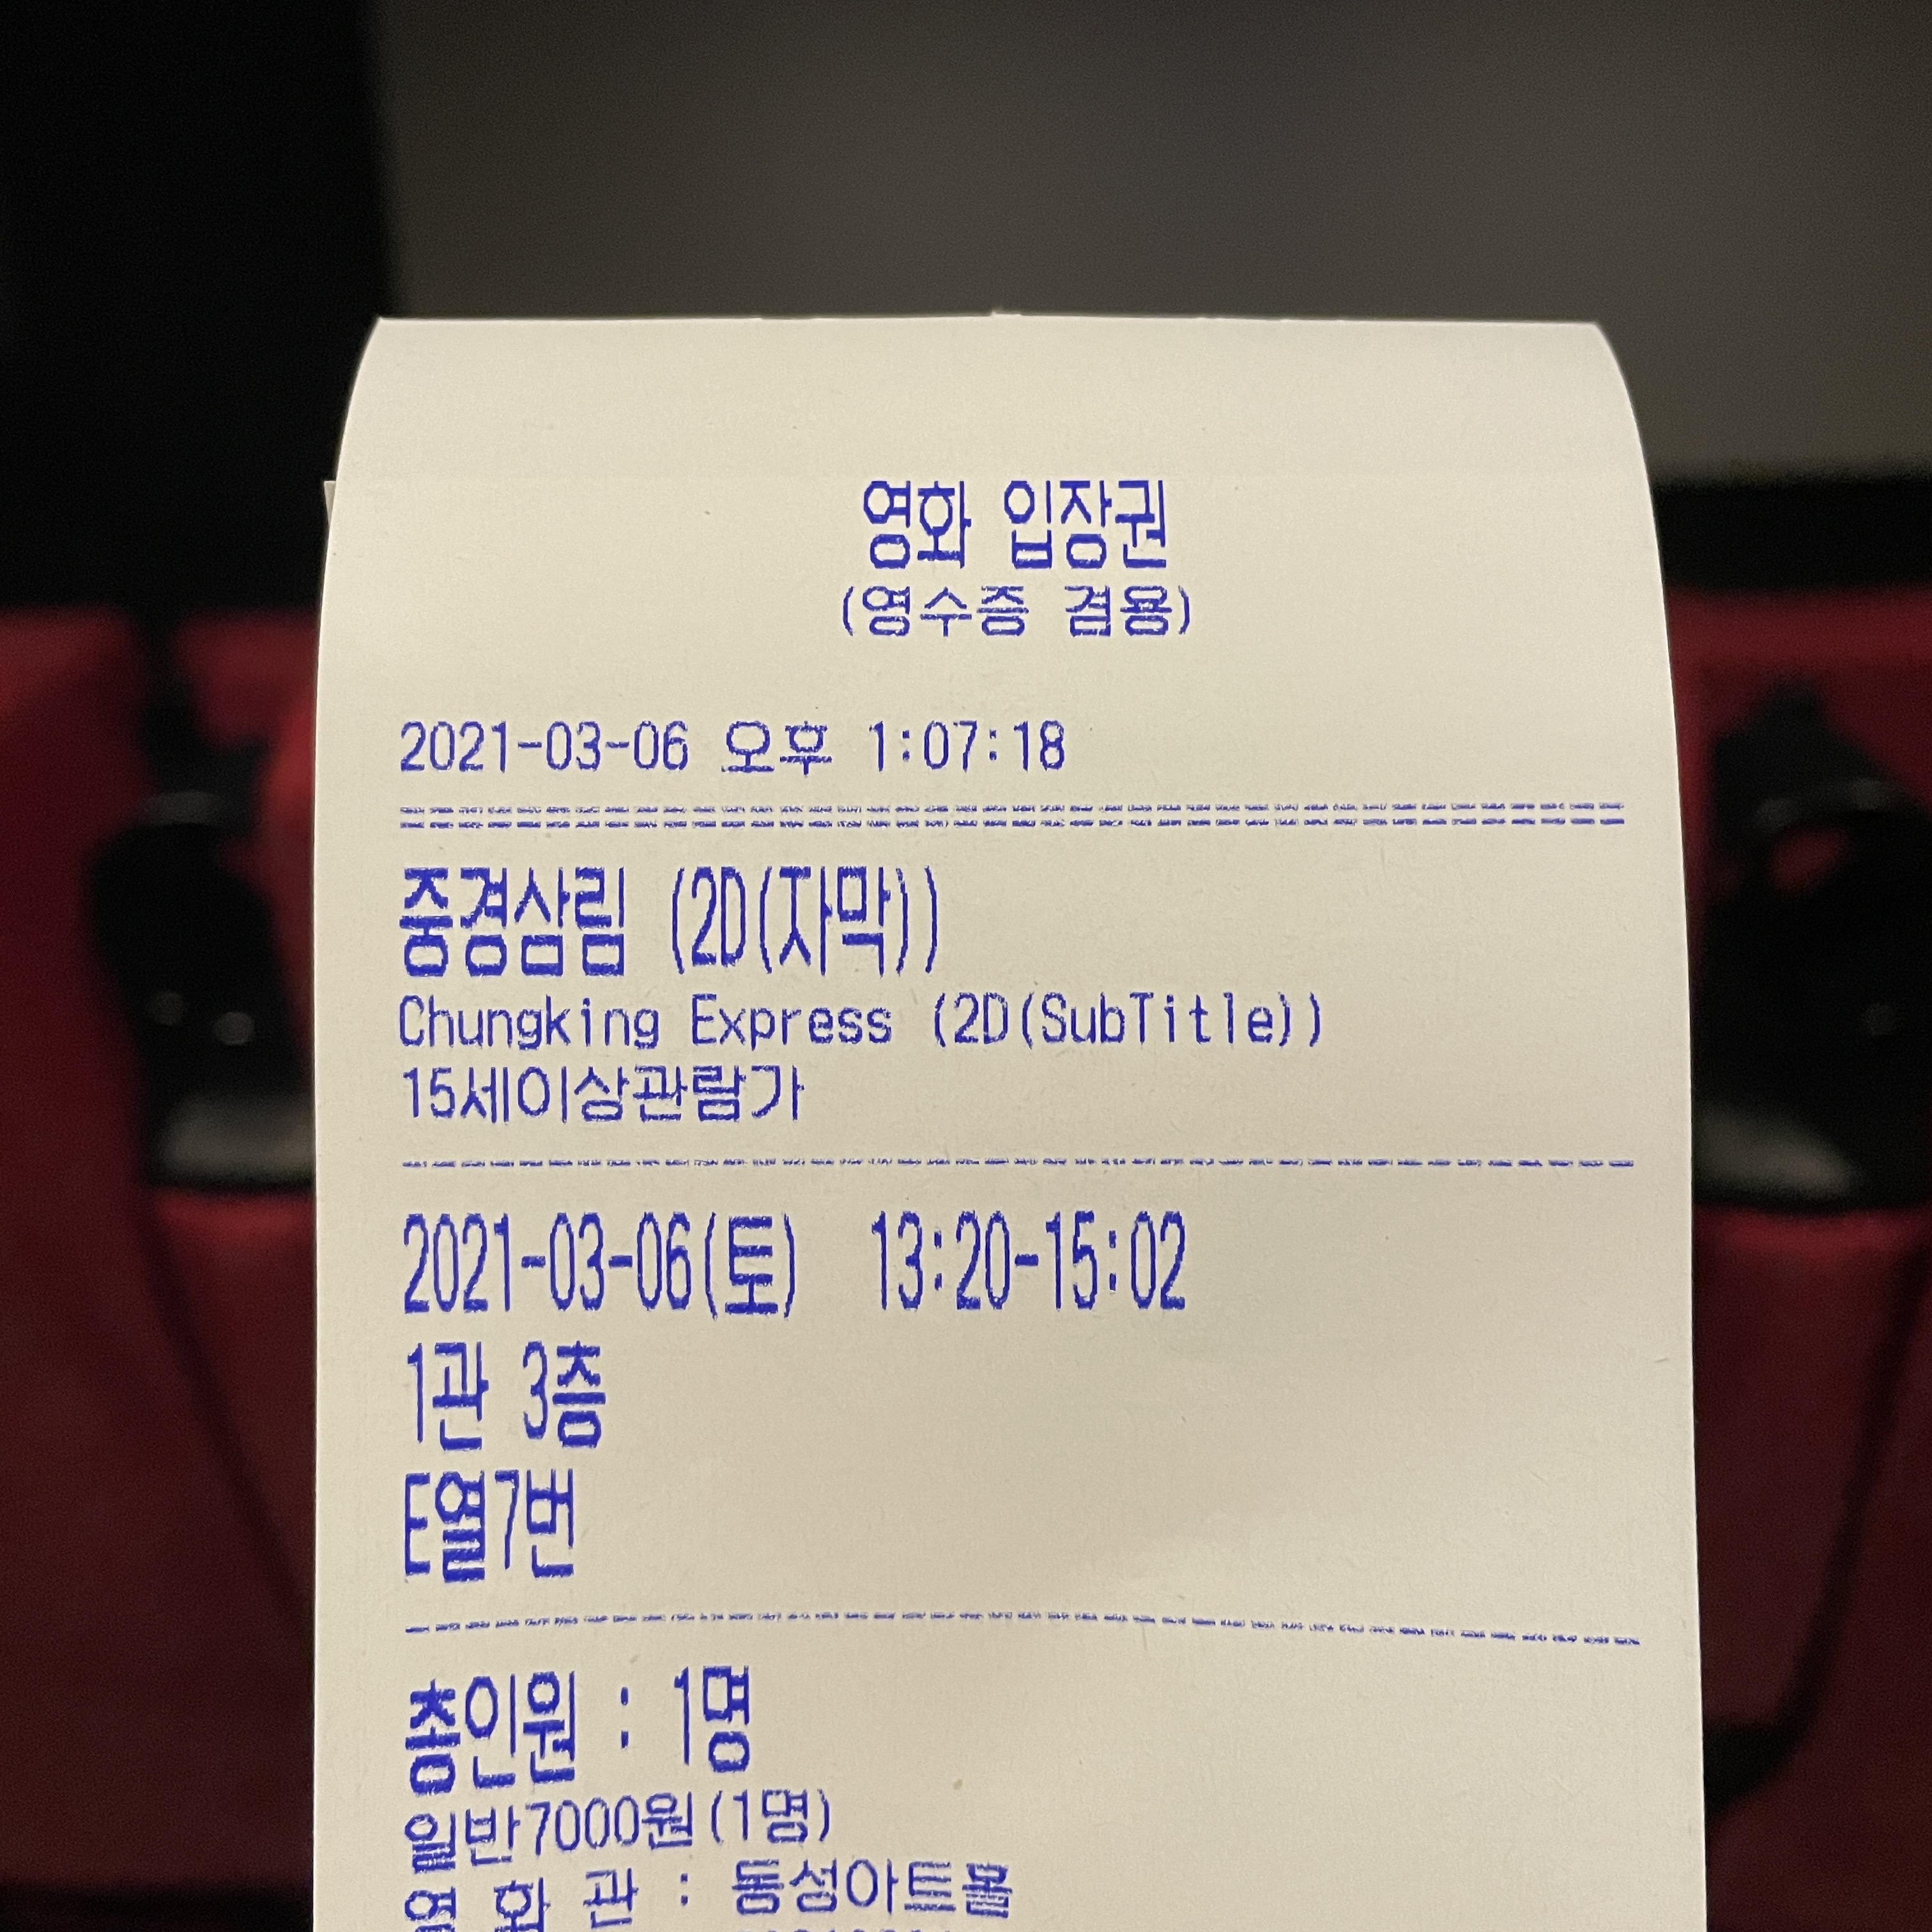 영화 입장권
(영수증 겸용)
2021-03-06 오후 1:07:18
중경삼림 (2D(자막))
Chungking Express (2D(SubTitle))
15세이상관람가
2021-03-06(토) 13:20-15:02
1관 3층
E열7번
총인원 : 1명
일반7000원(1명)
영 화 관 : 동성아트몰